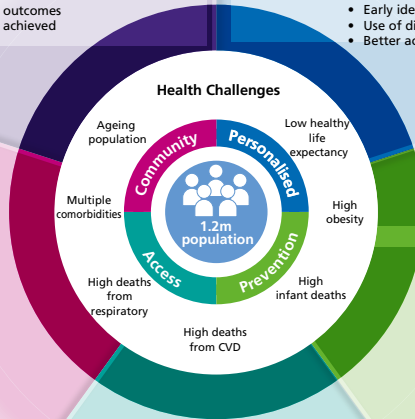 outcomes
achieved
• Early ide
• Use of di
• Better ac
Health Challenges
Ageing
population
Low healthy
life
expectancy
Community
Personalised
Multiple
comorbidities
1.2m
population
High
obesity
Access
Prevention
High deaths
from
respiratory
High
infant deaths
High deaths
from CVD